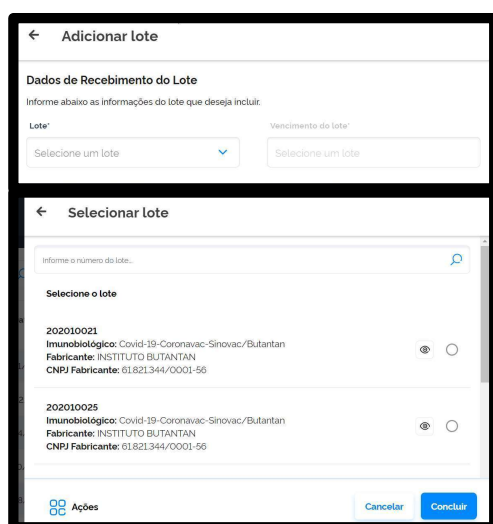 Adicionar lote
Dados de Recebimento do Lote
Informe abaixo as informações do lote que deseja incluir.
Lote*
Vencimento do lote*
Selecione um lote
Selecione um lote
Selecionar lote
Informe o número do lote...
Selecione o lote
202010021
Imunobiológico: Covid-19-Coronavac-Sinovac/Butantan
Fabricante: INSTITUTO BUTANTAN
CNPJ Fabricante: 61.821.344/0001-56
202010025
Imunobiológico: Covid-19-Coronavac-Sinovac/Butantan
Fabricante: INSTITUTO BUTANTAN
CNPJ Fabricante: 61.821.344/0001-56
Ações
Cancelar
Concluir